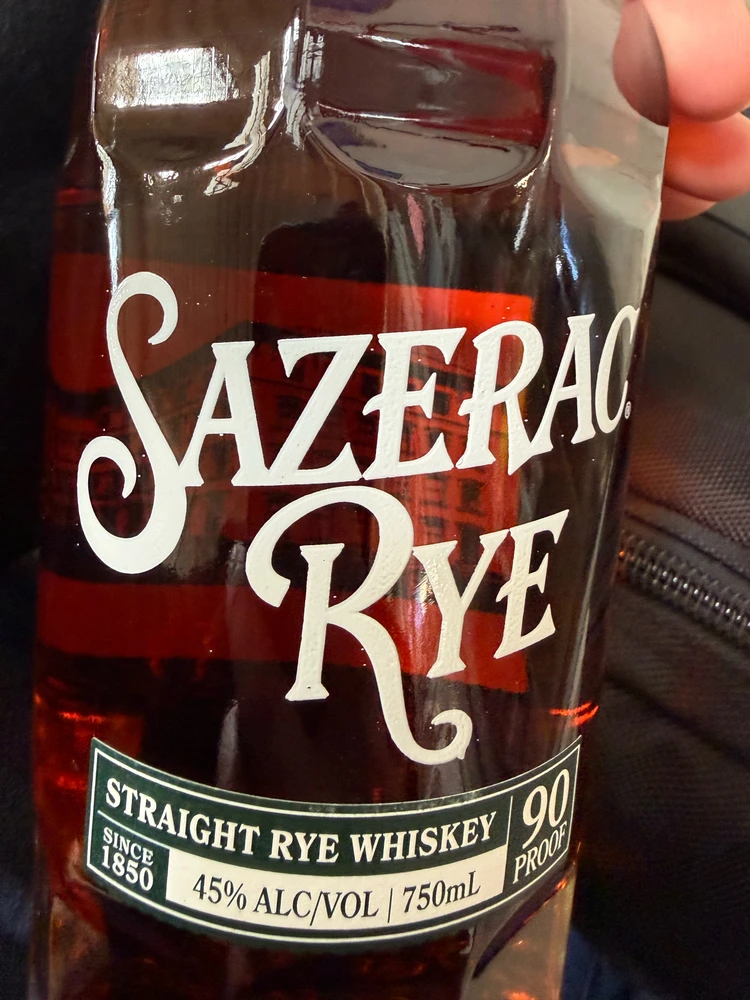 SAZERAC®
RYE
STRAIGHT RYE WHISKEY
SINCE
1850
45% ALC/VOL | 750mL
90
PROOF